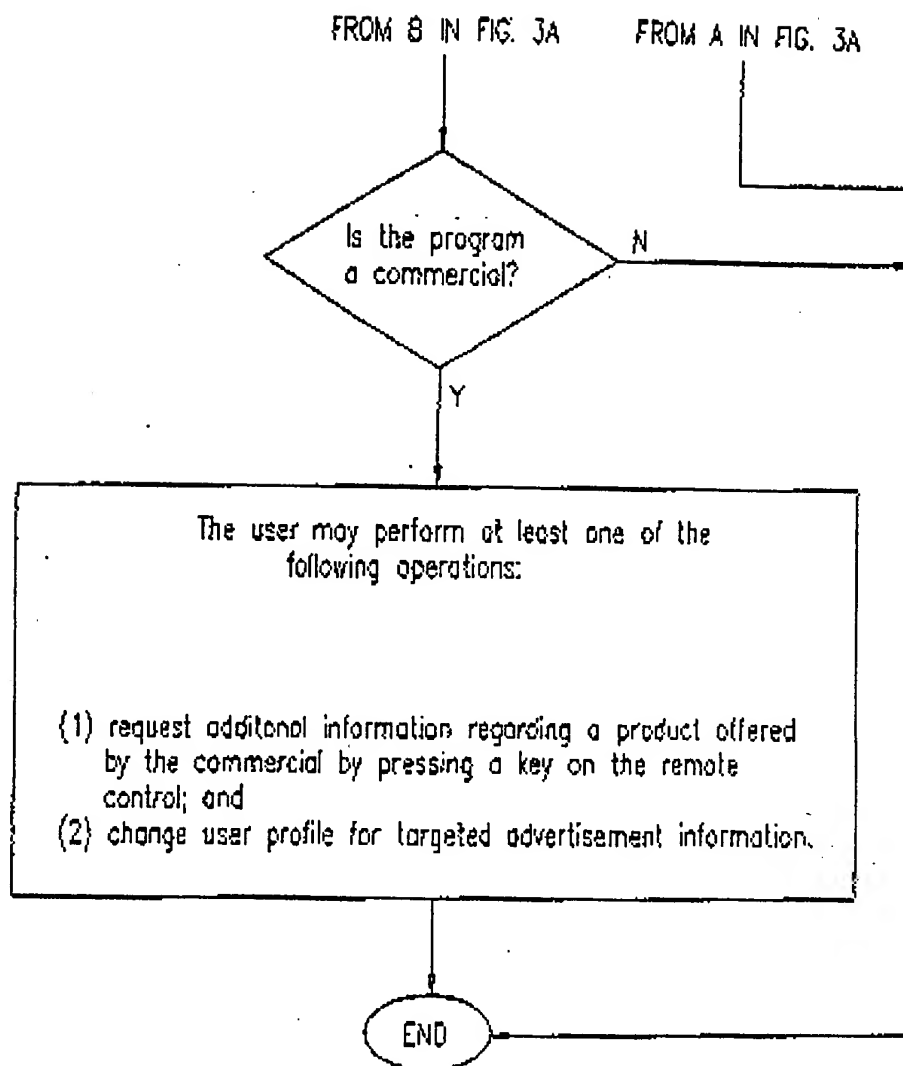 FROM B IN FIG. 3A
FROM A IN FIG. 3A
Is the program
a commercial?
N
Y
The user may perform at least one of the
following operations:
(1) request additonal information regarding a product offered
by the commercial by pressing a key on the remote
control; and
(2) change user profile for targeted advertisement information.
END